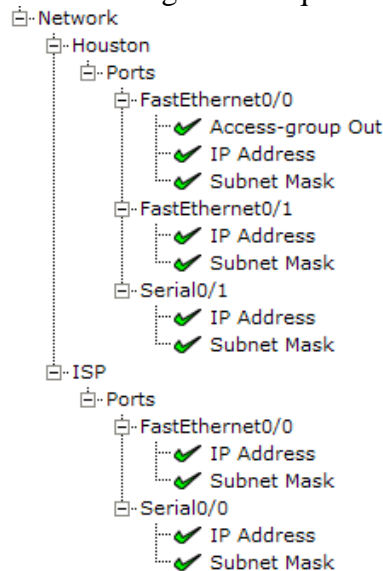 Network
Houston
Ports
FastEthernet0/0
Access-group Out
IP Address
Subnet Mask
FastEthernet0/1
IP Address
Subnet Mask
Serial0/1
IP Address
Subnet Mask
ISP
Ports
FastEthernet0/0
IP Address
Subnet Mask
Serial0/0
IP Address
Subnet Mask